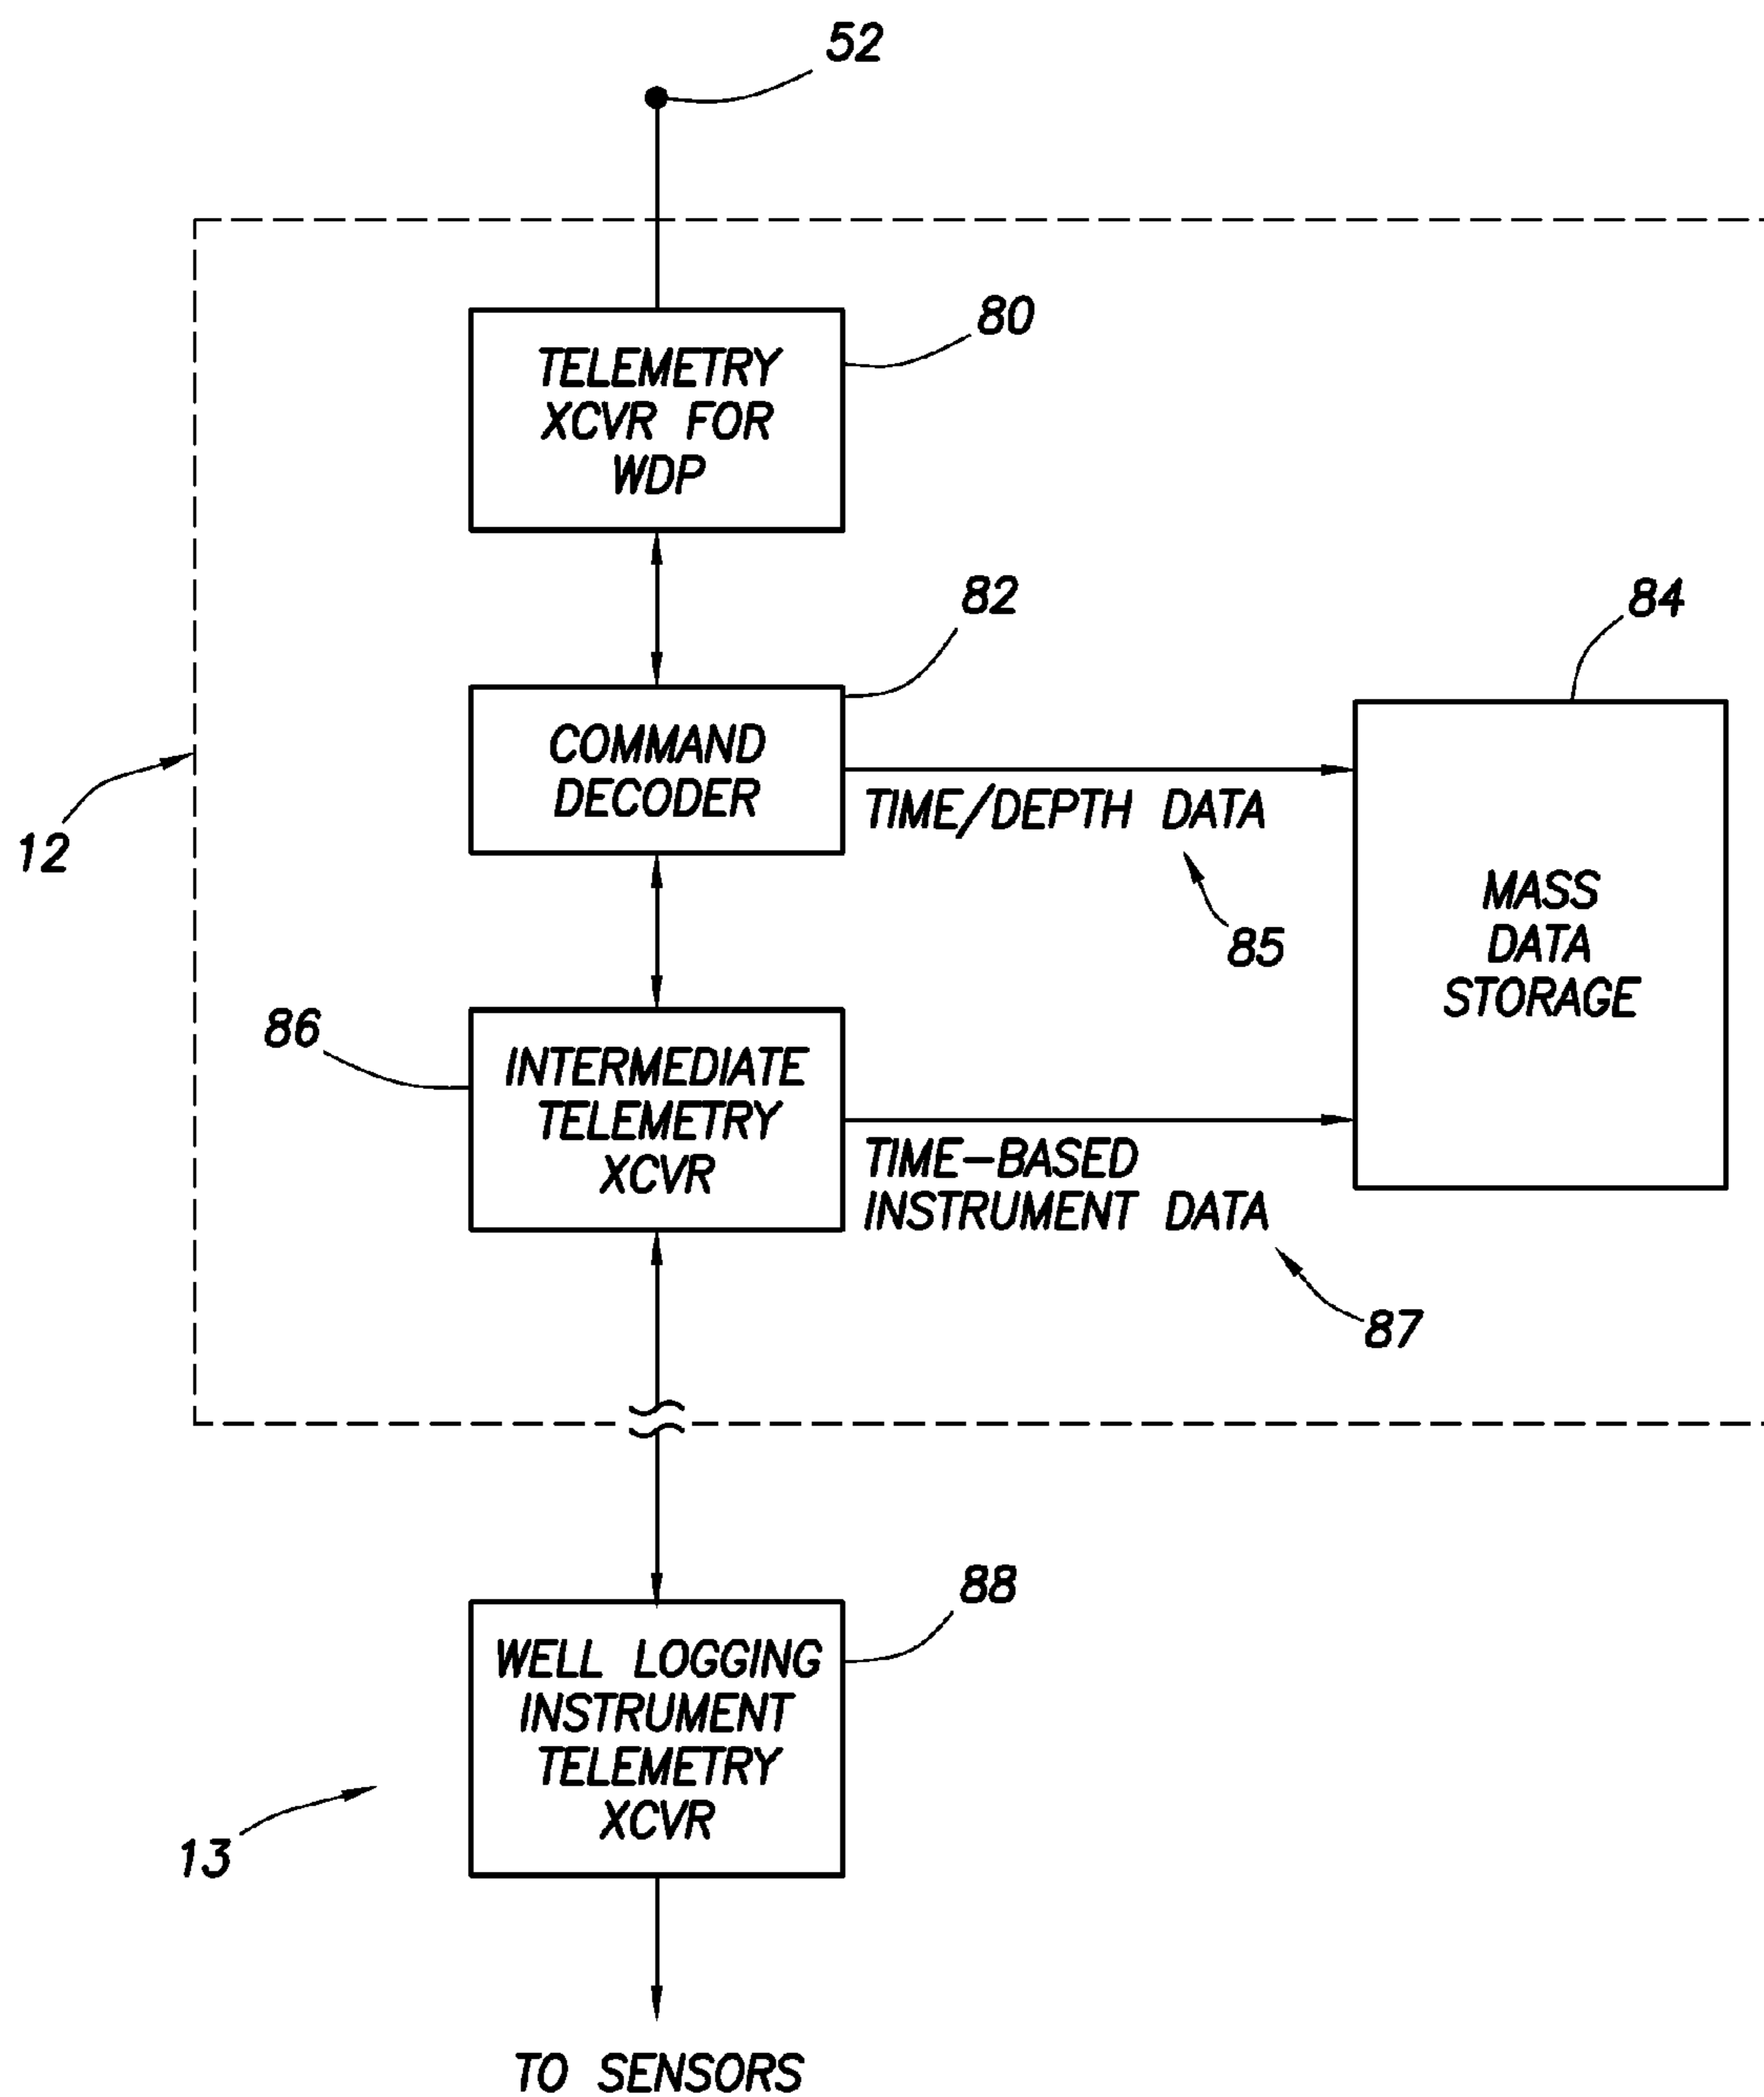 52
80
TELEMETRY
XCVR FOR
WDP
82
84
COMMAND
DECODER
TIME/DEPTH DATA
12
85
MASS
DATA
STORAGE
86
INTERMEDIATE
TELEMETRY
XCVR
TIME-BASED
INSTRUMENT DATA
87
88
WELL LOGGING
INSTRUMENT
TELEMETRY
XCVR
13
TO SENSORS